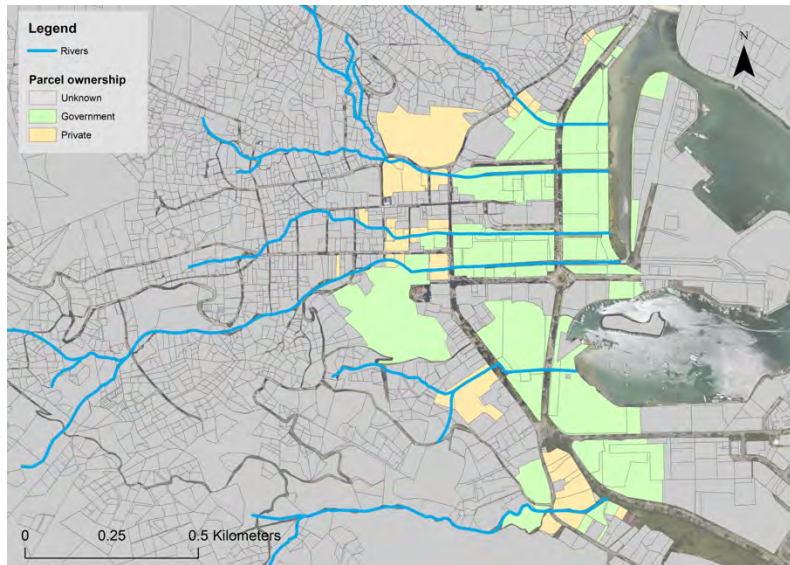 Legend
Rivers
Parcel ownership
Unknown
Government
Private
N
0 0.25 0.5 Kilometers